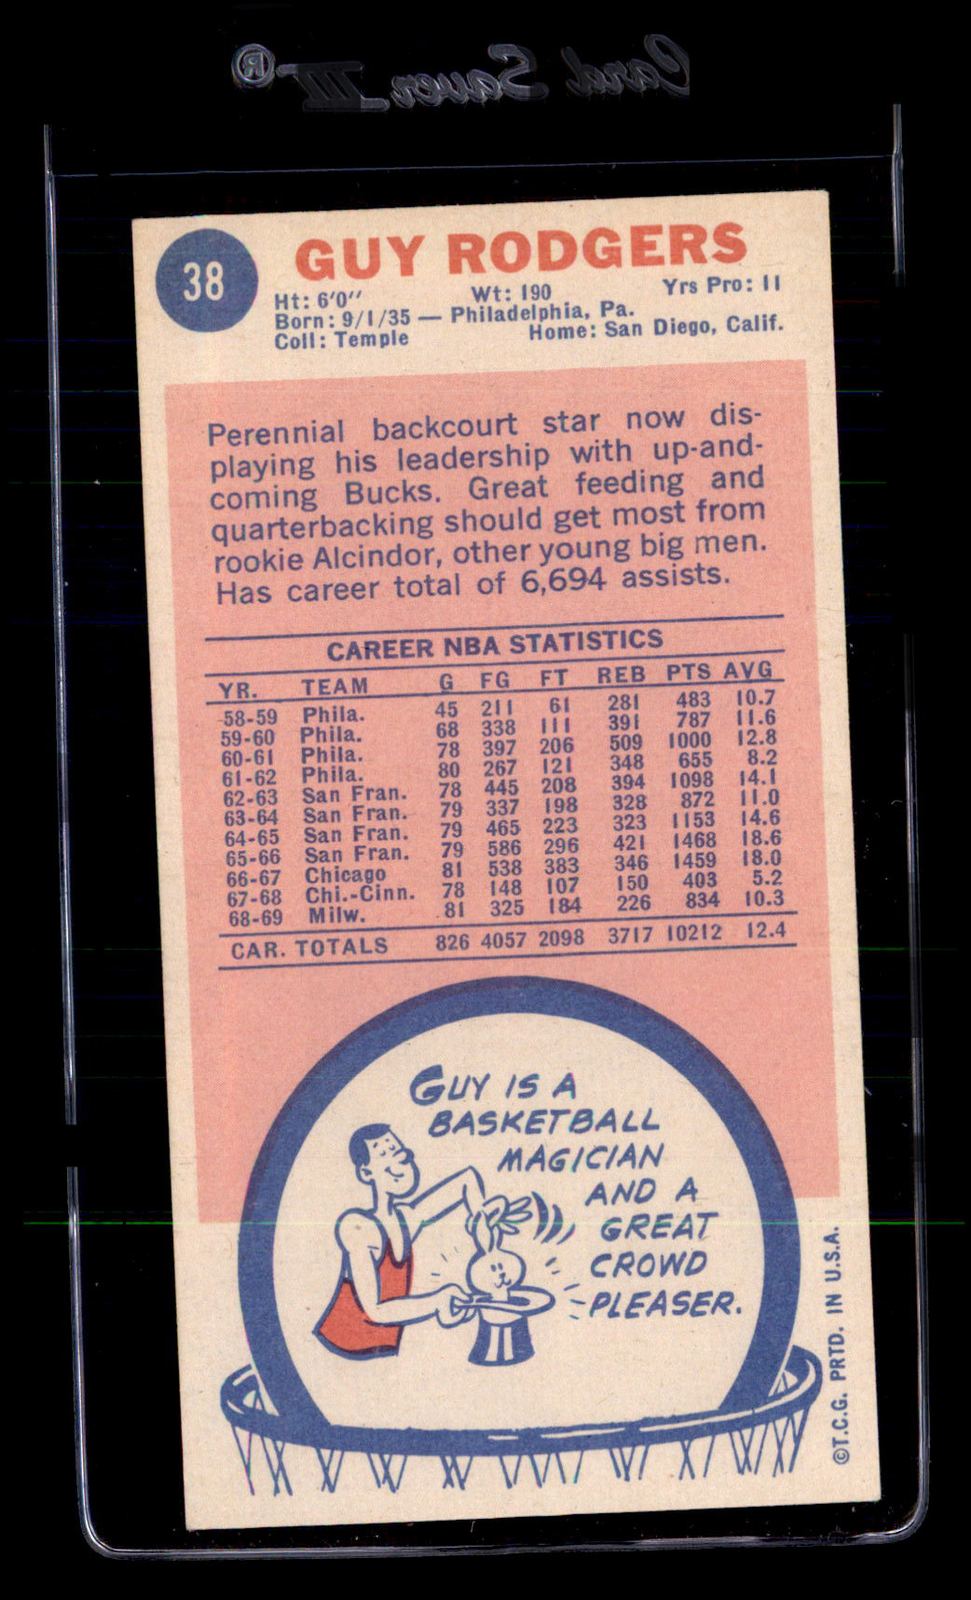 Card Saver III®
38
GUY RODGERS
Ht: 6'0" Wt: 190 Yrs Pro: 11
Born: 9/1/35 — Philadelphia, Pa.
Coll: Temple Home: San Diego, Calif.
Perennial backcourt star now dis-
playing his leadership with up-and-
coming Bucks. Great feeding and
quarterbacking should get most from
rookie Alcindor, other young big men.
Has career total of 6,694 assists.
CAREER NBA STATISTICS
YR. TEAM G FG FT REB PTS AVG
58-59 Phila. 45 211 61 281 483 10.7
59-60 Phila. 68 338 111 391 787 11.6
60-61 Phila. 78 397 206 509 1000 12.8
61-62 Phila. 80 267 121 348 655 8.2
62-63 San Fran. 78 445 208 394 1098 14.1
63-64 San Fran. 79 337 198 328 872 11.0
64-65 San Fran. 79 465 223 323 1153 14.6
65-66 San Fran. 79 586 296 421 1468 18.6
66-67 Chicago 81 538 383 346 1459 18.0
67-68 Chi.-Cinn. 78 148 107 150 403 5.2
68-69 Milw. 81 325 184 226 834 10.3
CAR. TOTALS 826 4057 2098 3717 10212 12.4
GUY IS A
BASKETBALL
MAGICIAN
AND A
GREAT
CROWD
PLEASER.
©T.C.G. PRTD. IN U.S.A.